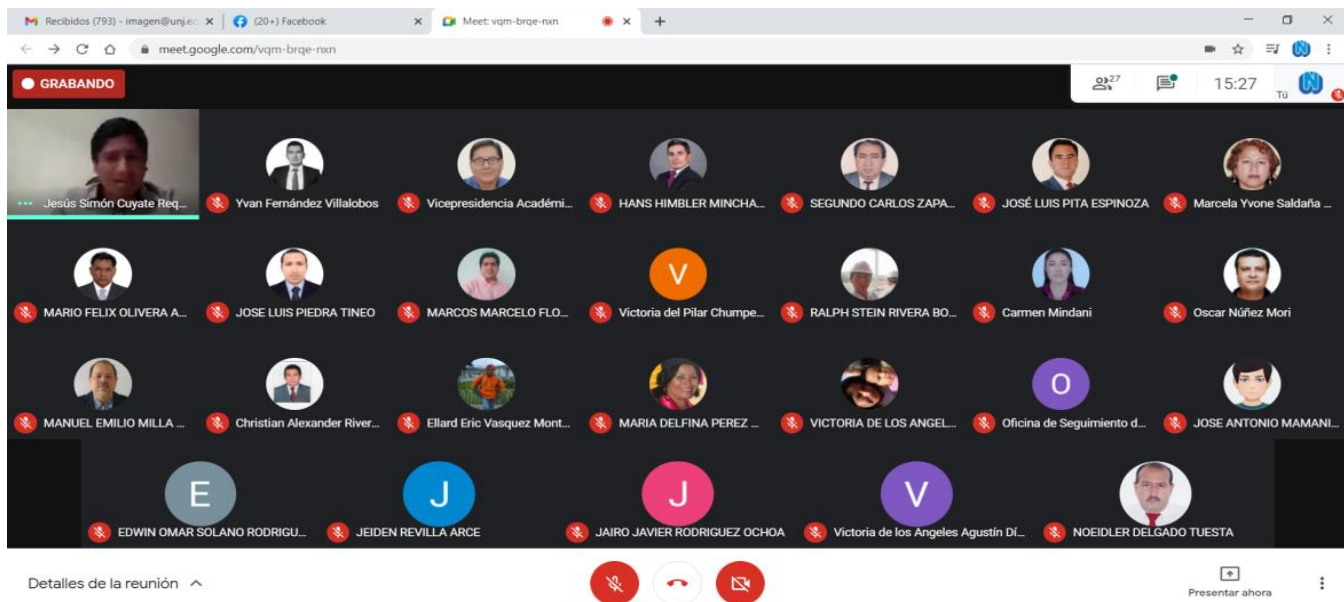 Recibidos (793) - imagen@unj.ec
(20+) Facebook
Meet: vqm-brqe-nxn
meet.google.com/vqm-brqe-nxn
GRABANDO
27
15:27
Tú
Jesús Simón Cuyate Req...
Yvan Fernández Villalobos
Vicepresidencia Académi...
HANS HIMBLER MINCHA...
SEGUNDO CARLOS ZAPA...
JOSÉ LUIS PITA ESPINOZA
Marcela Yvone Saldaña ...
MARIO FELIX OLIVERA A...
JOSE LUIS PIEDRA TINEO
MARCOS MARCELO FLO...
V
Victoria del Pilar Chumpe...
RALPH STEIN RIVERA BO...
Carmen Mindani
Oscar Núñez Mori
MANUEL EMILIO MILLA ...
Christian Alexander River...
Ellard Eric Vasquez Mont...
MARIA DELFINA PEREZ ...
VICTORIA DE LOS ANGEL...
O
Oficina de Seguimiento d...
JOSE ANTONIO MAMANI...
E
EDWIN OMAR SOLANO RODRIGU...
J
JEIDEN REVILLA ARCE
J
JAIRO JAVIER RODRIGUEZ OCHOA
V
Victoria de los Angeles Agustín Dí...
NOEIDLER DELGADO TUESTA
Detalles de la reunión
Presentar ahora